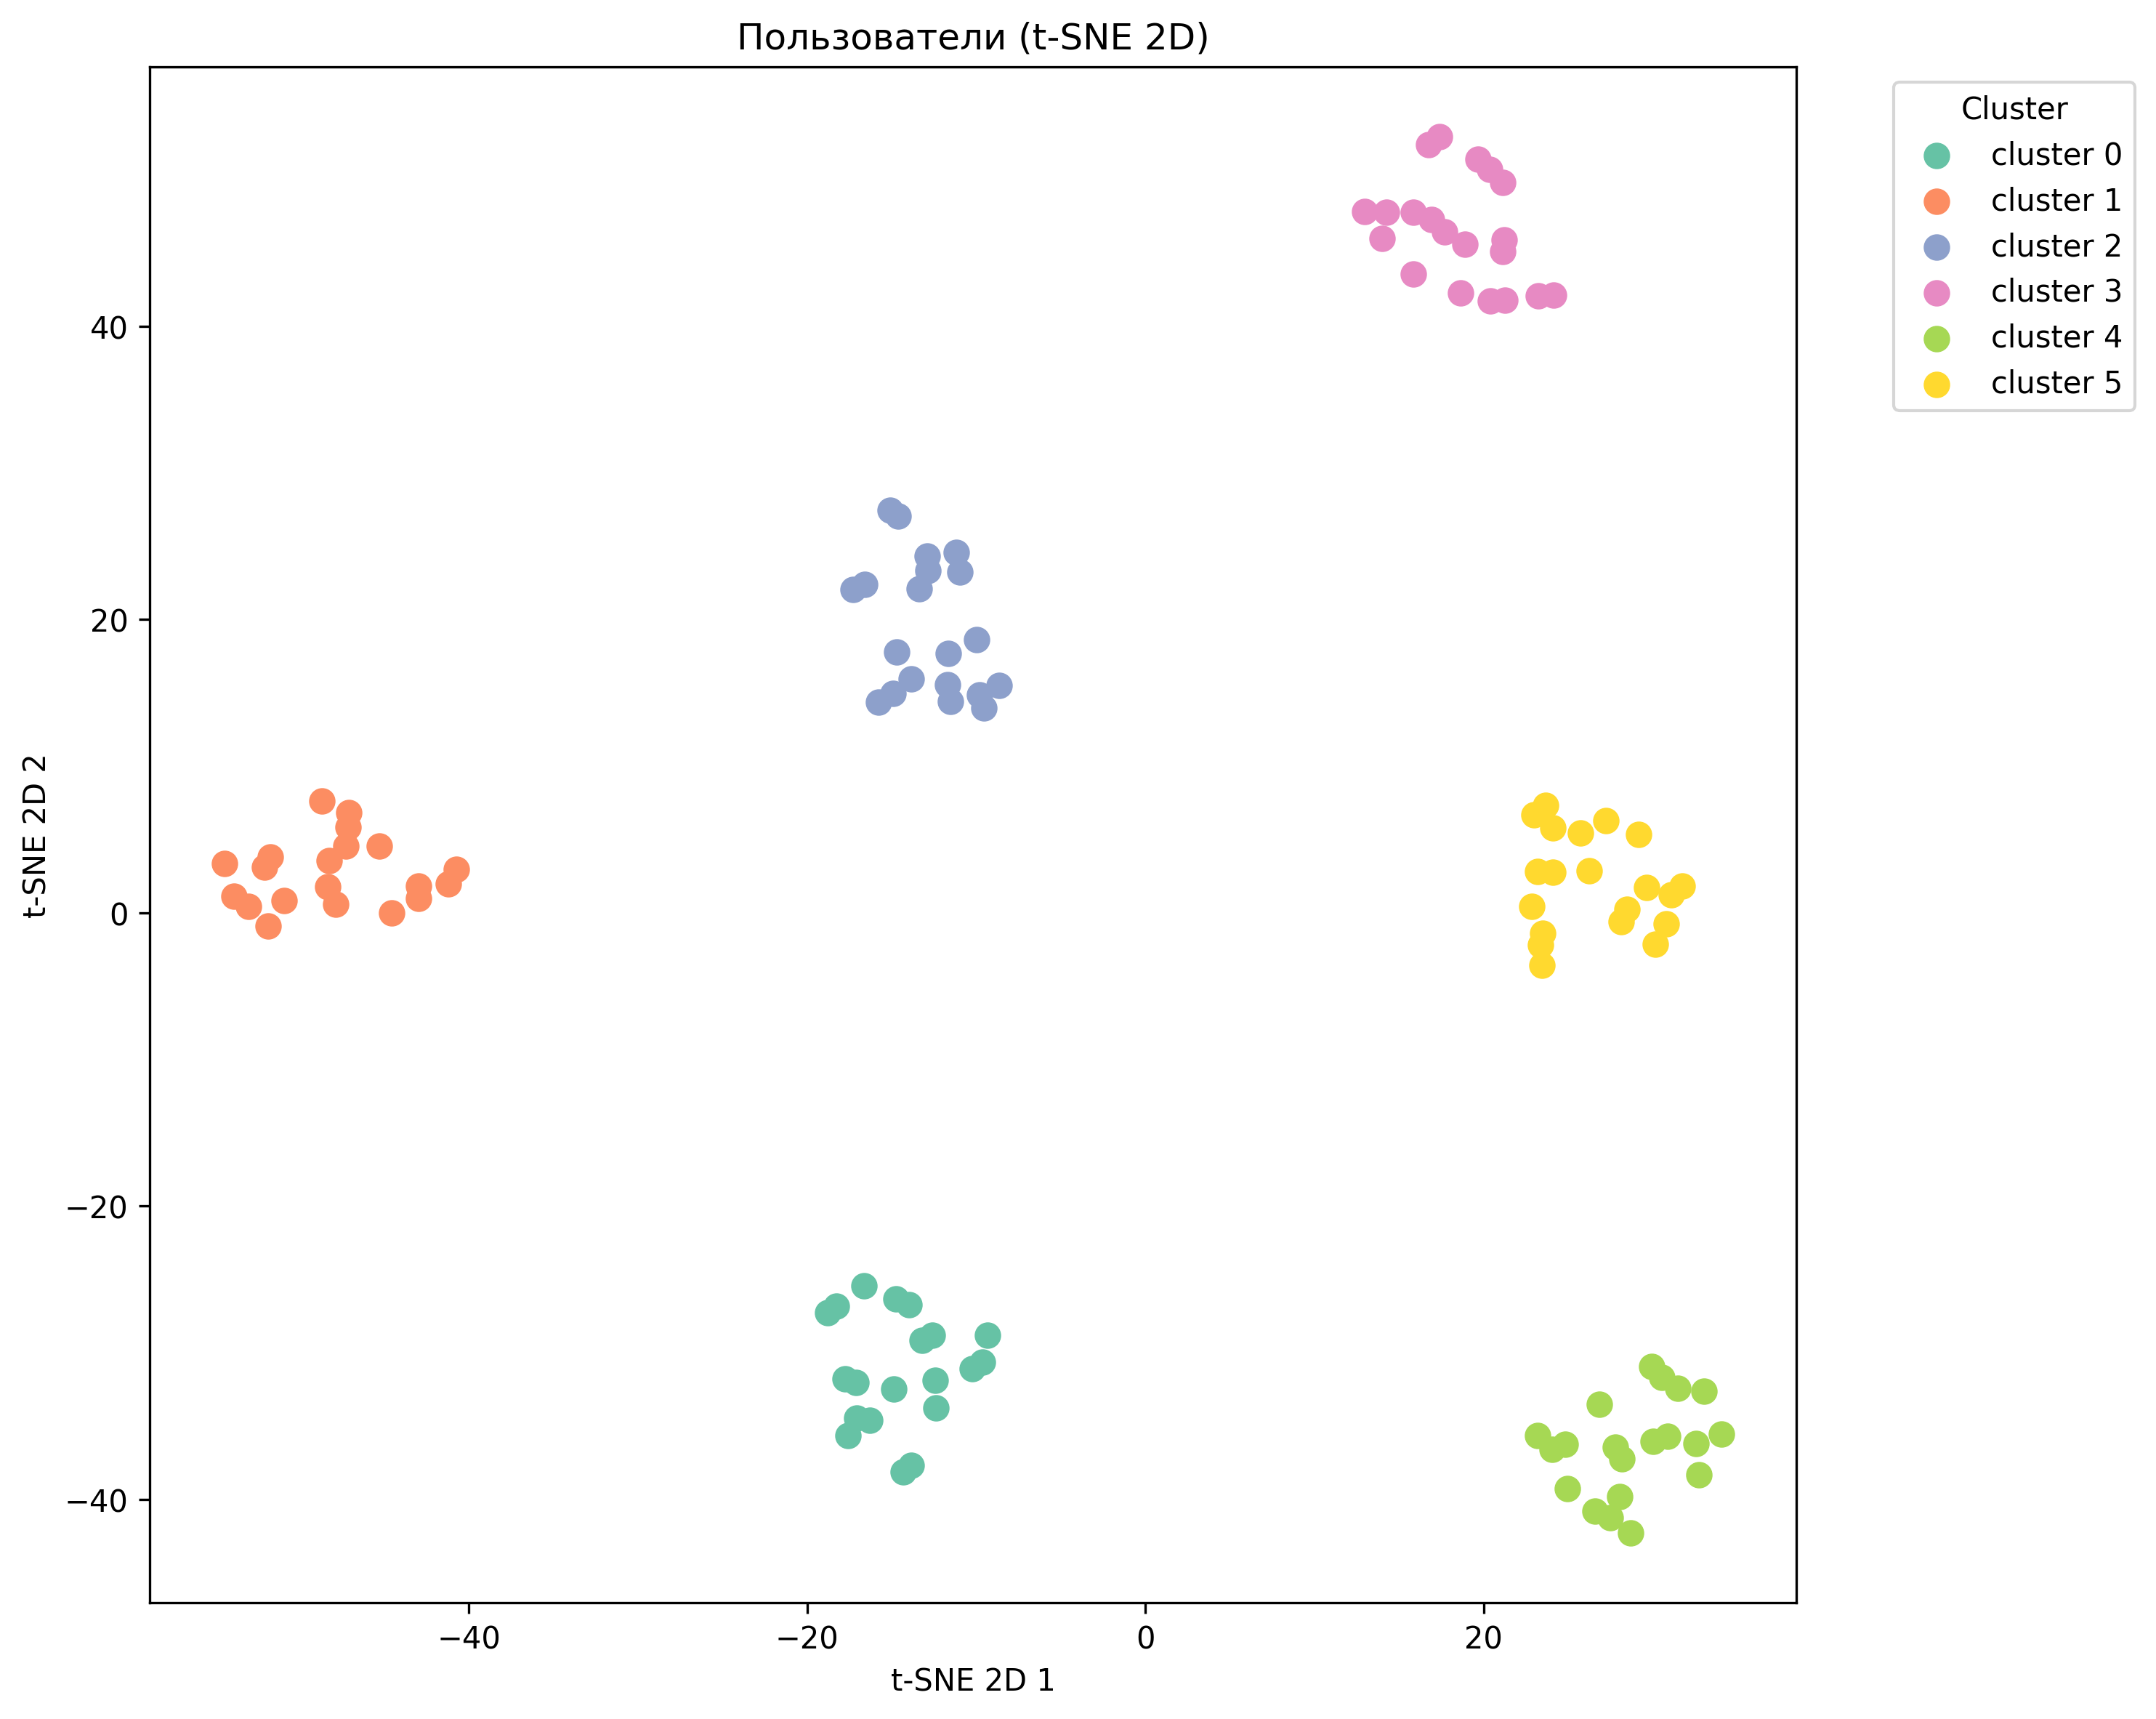 Пользователи (t-SNE 2D)
Cluster
cluster 0
cluster 1
cluster 2
cluster 3
cluster 4
cluster 5
40
20
0
−20
−40
t-SNE 2D 2
−40
−20
0
20
t-SNE 2D 1